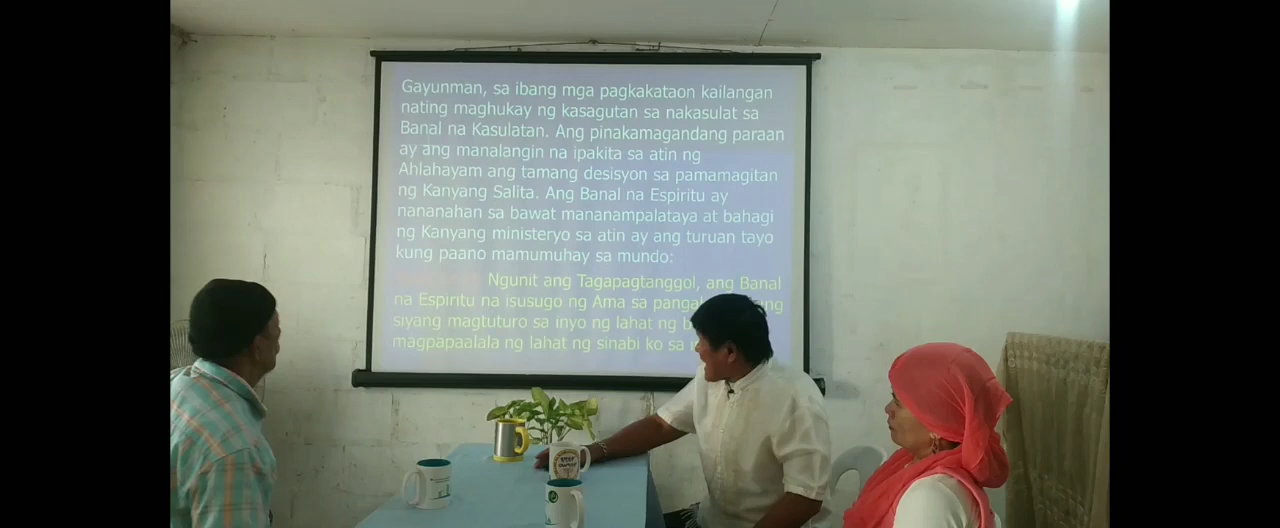 Gayunman, sa ibang mga pagkakataon kailangan
nating maghukay ng kasagutan sa nakasulat sa
Banal na Kasulatan. Ang pinakamagandang paraan
ay ang manalangin na ipakita sa atin ng
Ahlahayam ang tamang desisyon sa pamamagitan
ng Kanyang Salita. Ang Banal na Espiritu ay
nananahan sa bawat mananampalataya at bahagi
ng Kanyang ministeryo sa atin ay ang turuan tayo
kung paano mamumuhay sa mundo:
Ngunit ang Tagapagtanggol, ang Banal
na Espiritu na isusugo ng Ama sa
siyang magtuturo sa inyo ng lahat ng
magpapaalala ng lahat ng sinabi ko sa